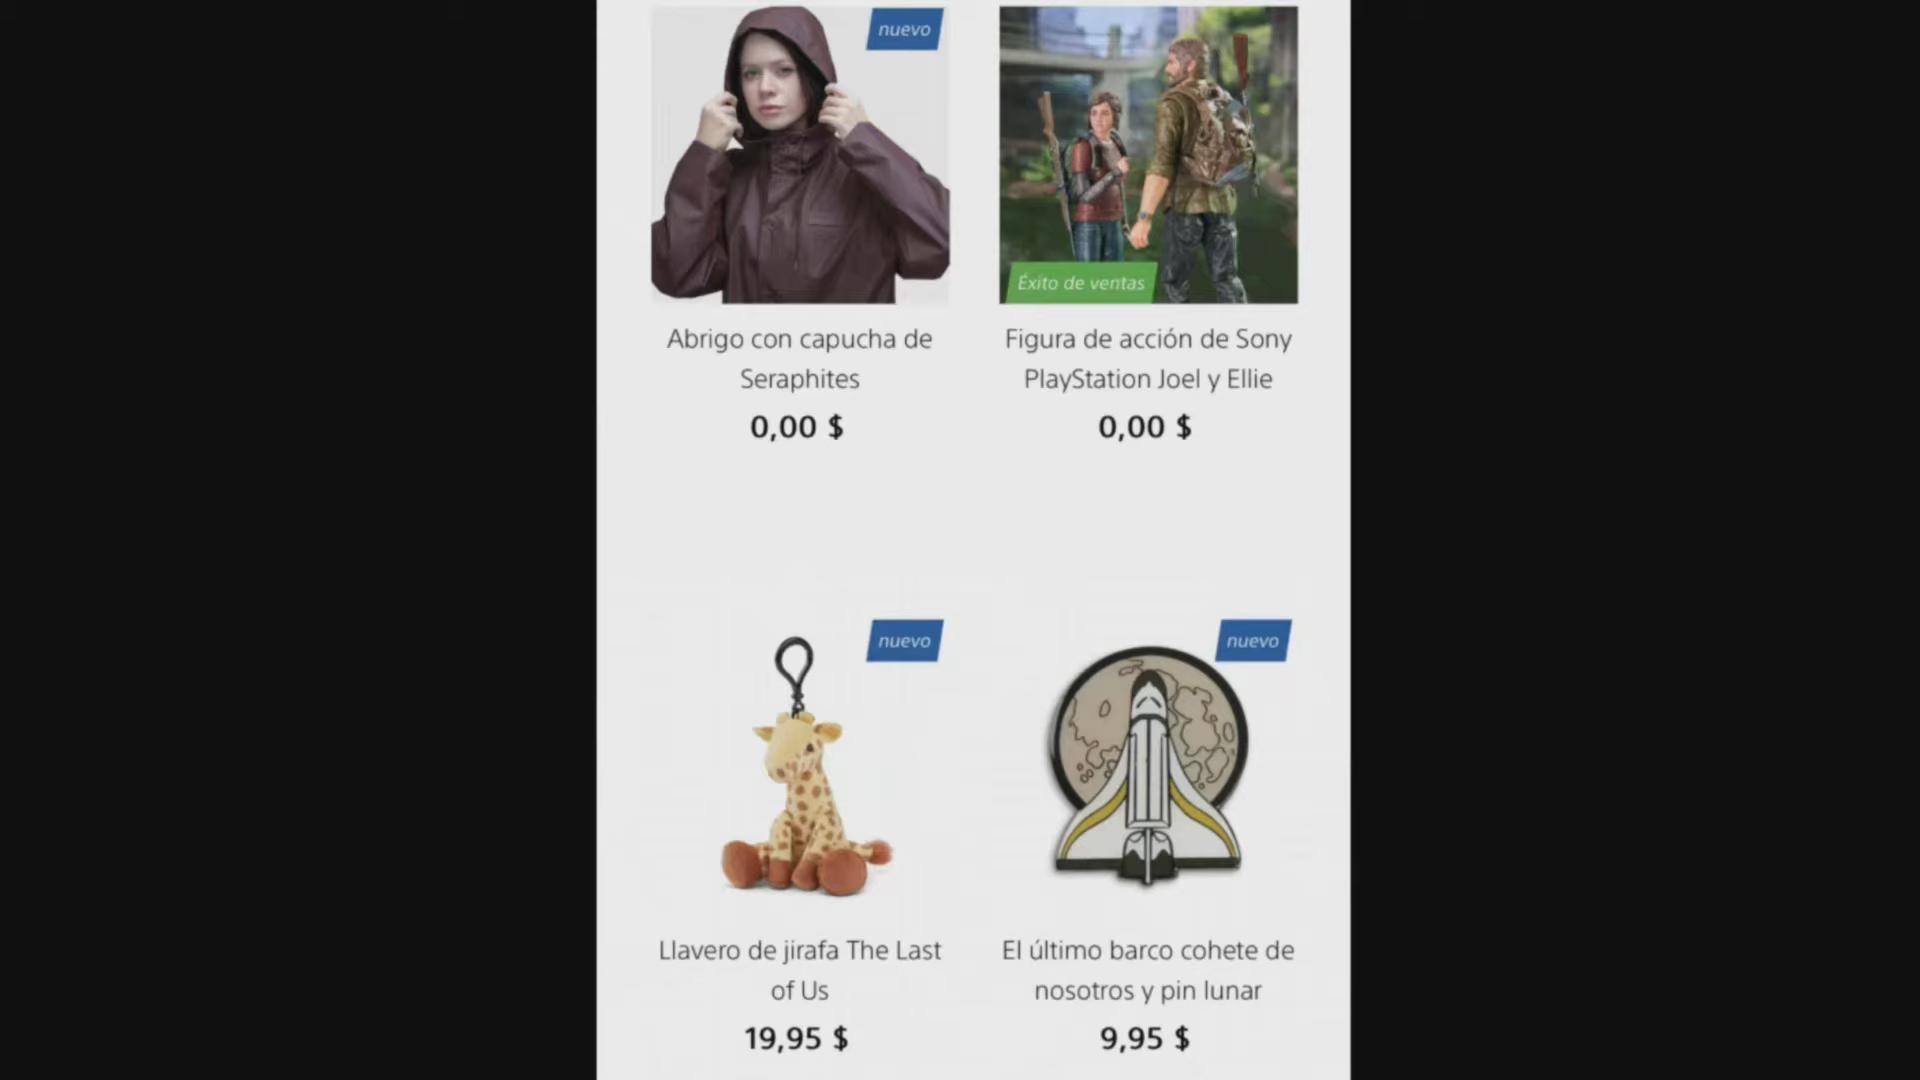 nuevo
Éxito de ventas
Abrigo con capucha de
Seraphites
0,00 $
Figura de acción de Sony
PlayStation Joel y Ellie
0,00 $
nuevo
nuevo
Llavero de jirafa The Last
of Us
19,95 $
El último barco cohete de
nosotros y pin lunar
9,95 $